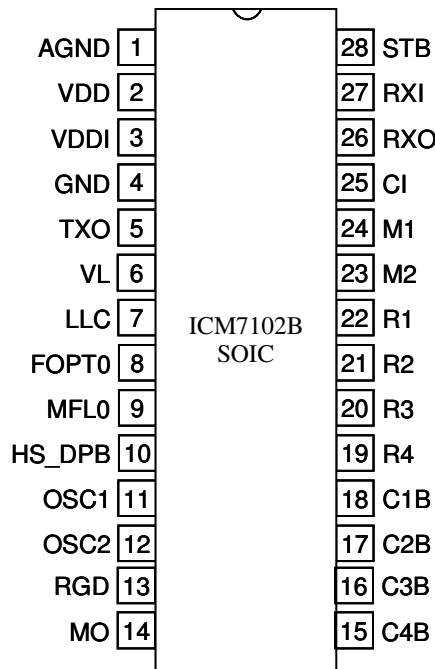 AGND 1 28 STB
VDD 2 27 RXI
VDDI 3 26 RXO
GND 4 25 CI
TXO 5 24 M1
VL 6 23 M2
LLC 7 22 R1
ICM7102B
SOIC
FOPT0 8 21 R2
MFL0 9 20 R3
HS_DPB 10 19 R4
OSC1 11 18 C1B
OSC2 12 17 C2B
RGD 13 16 C3B
MO 14 15 C4B